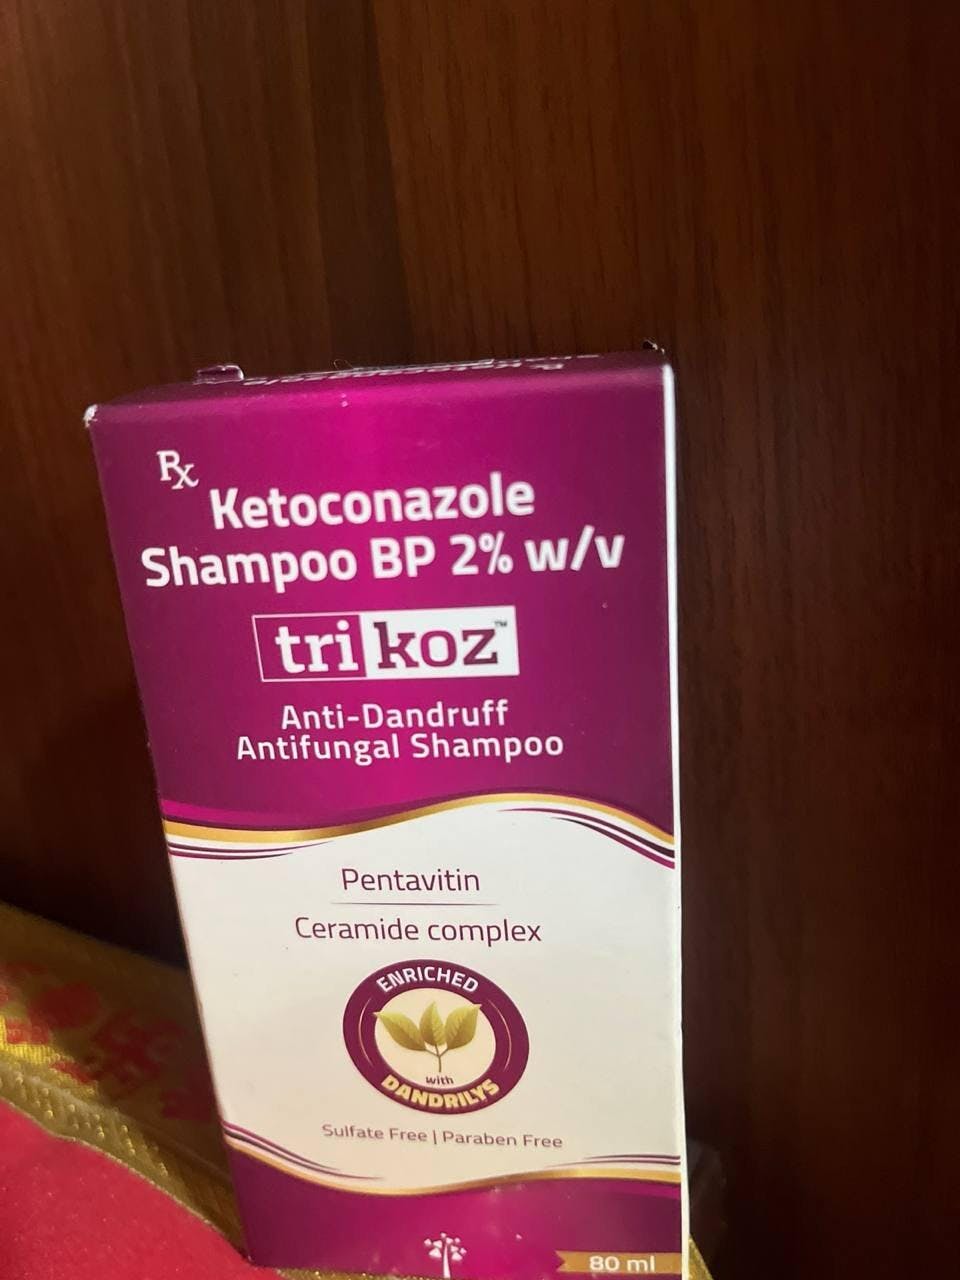 Rx
Ketoconazole
Shampoo BP 2% w/v
trikoz™
Anti-Dandruff
Antifungal Shampoo
Pentavitin
Ceramide complex
ENRICHED
with
DANDRILYS
Sulfate Free | Paraben Free
80 ml